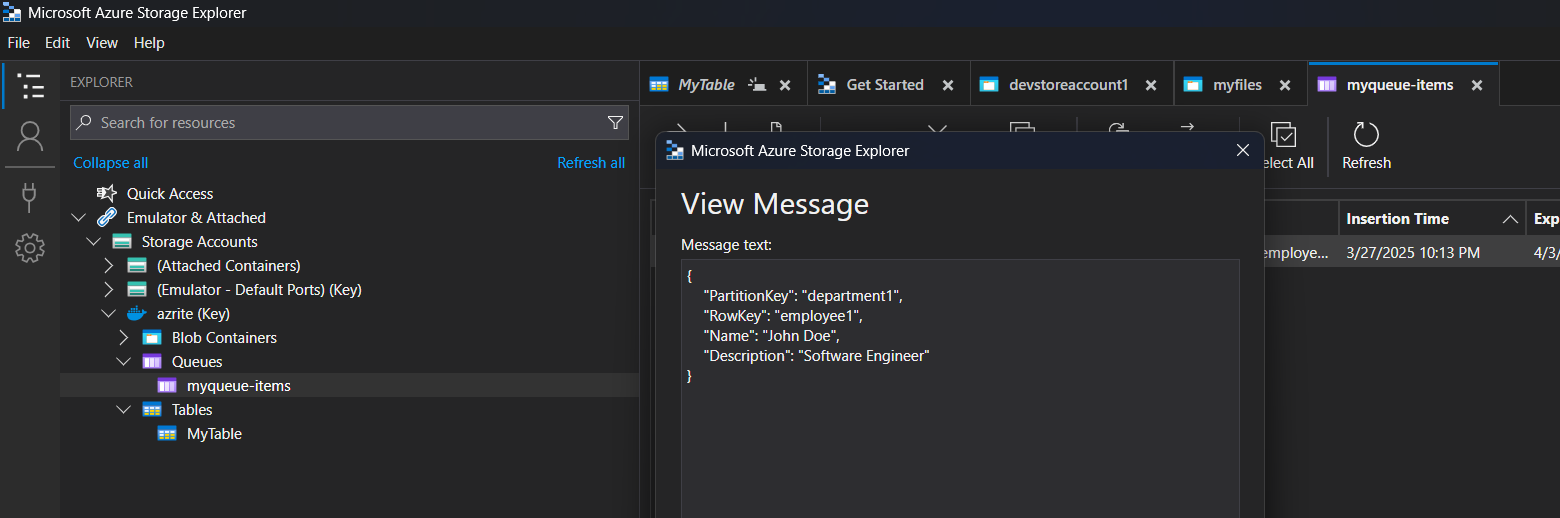 Microsoft Azure Storage Explorer
File Edit View Help
EXPLORER
Search for resources
Collapse all Refresh all
Quick Access
Emulator & Attached
Storage Accounts
(Attached Containers)
(Emulator - Default Ports) (Key)
azrite (Key)
Blob Containers
Queues
myqueue-items
Tables
MyTable
MyTable Get Started devstoreaccount1 myfiles myqueue-items
elect All Refresh
Insertion Time Exp
employe... 3/27/2025 10:13 PM 4/3/
Microsoft Azure Storage Explorer
View Message
Message text:
{
"PartitionKey": "department1",
"RowKey": "employee1",
"Name": "John Doe",
"Description": "Software Engineer"
}